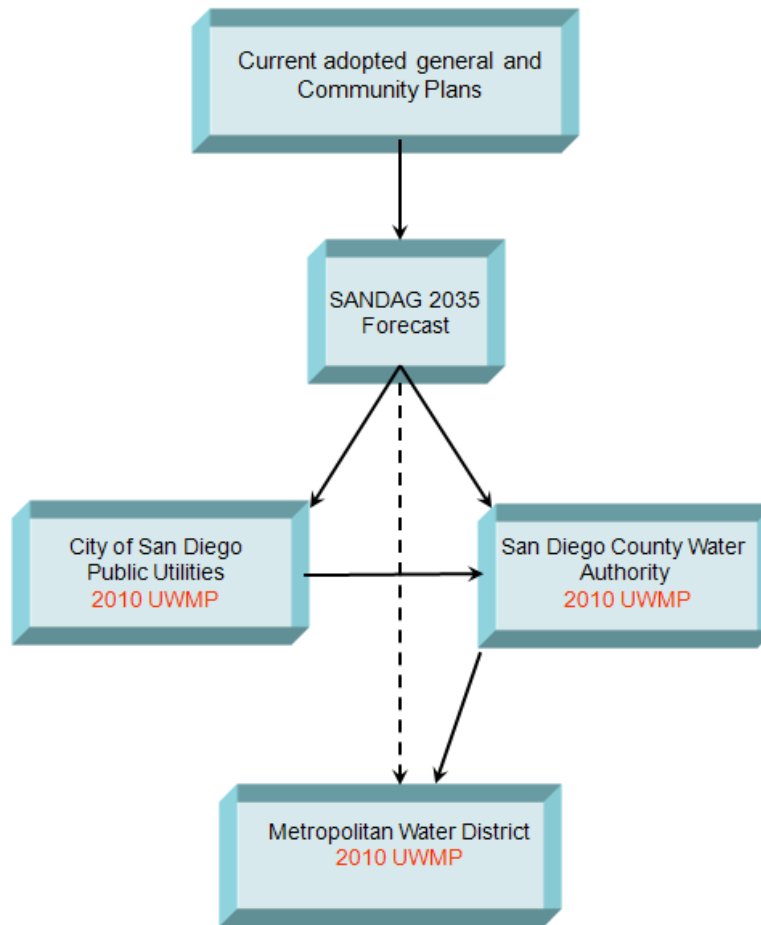 Current adopted general and
Community Plans
SANDAG 2035
Forecast
City of San Diego
Public Utilities
2010 UWMP
San Diego County Water
Authority
2010 UWMP
Metropolitan Water District
2010 UWMP